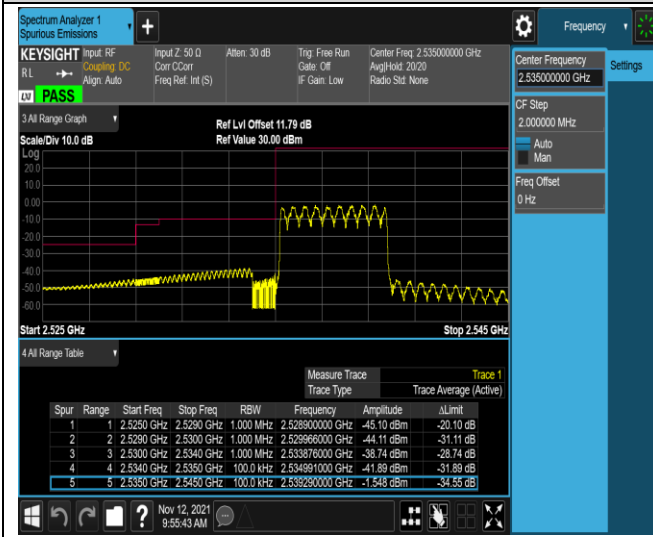 Spectrum Analyzer 1
Spurious Emissions
+
Frequency
KEYSIGHT Input: RF Input Z: 50 Ω Atten: 30 dB Trig: Free Run Center Freq: 2.535000000 GHz
RL Coupling: DC Corr CCorr Gate: Off Avg|Hold: 20/20
Align: Auto Freq Ref: Int (S) IF Gain: Low Radio Std: None
LXI PASS
Center Frequency
2.535000000 GHz
Settings
CF Step
2.000000 MHz
Auto
Man
Freq Offset
0 Hz
3 All Range Graph
Ref Lvl Offset 11.79 dB
Scale/Div 10.0 dB Ref Value 30.00 dBm
Log
20.0
10.0
0.00
-10.0
-20.0
-30.0
-40.0
-50.0
-60.0
Start 2.525 GHz Stop 2.545 GHz
4 All Range Table
Measure Trace Trace 1
Trace Type Trace Average (Active)
Spur Range Start Freq Stop Freq RBW Frequency Amplitude ΔLimit
1 1 2.5250 GHz 2.5290 GHz 1.000 MHz 2.528900000 GHz -45.10 dBm -20.10 dB
2 2 2.5290 GHz 2.5300 GHz 1.000 MHz 2.529966000 GHz -44.11 dBm -31.11 dB
3 3 2.5300 GHz 2.5340 GHz 1.000 MHz 2.533876000 GHz -38.74 dBm -28.74 dB
4 4 2.5340 GHz 2.5350 GHz 100.0 kHz 2.534991000 GHz -41.89 dBm -31.89 dB
5 5 2.5350 GHz 2.5450 GHz 100.0 kHz 2.539290000 GHz -1.548 dBm -34.55 dB
? Nov 12, 2021
9:55:43 AM